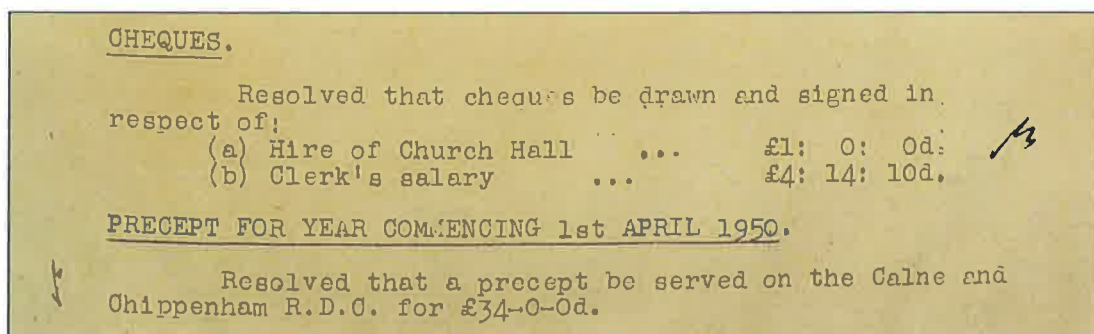 CHEQUES.
Resolved that cheques be drawn and signed in.
respect of:
(a) Hire of Church Hall ... £1: 0: 0d.
(b) Clerk's salary ... £4: 14: 10d.
PRECEPT FOR YEAR COMMENCING 1st APRIL 1950.
Resolved that a precept be served on the Calne and
Chippenham R.D.C. for £34-0-0d.